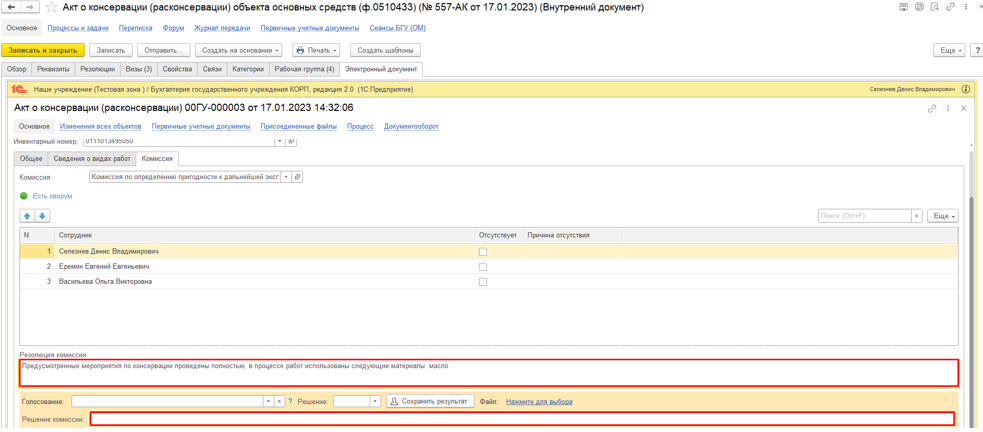 Акт о консервации (расконсервации) объекта основных средств (ф.0510433) (№ 557-АК от 17.01.2023) (Внутренний документ)
Основное Процессы и задачи Переписка Форум Журнал передачи Первичные учетные документы Сеансы БГУ (ОМ)
Записать и закрыть Записать Отправить... Создать на основании Печать Создать шаблоны Еще ?
Обзор Реквизиты Резолюции Визы (3) Свойства Связи Категории Рабочая группа (4) Электронный документ
1С Наше учреждение (Тестовая зона ) / Бухгалтерия государственного учреждения КОРП, редакция 2.0 (1С:Предприятие) Селезнев Денис Владимирович
Акт о консервации (расконсервации) 00ГУ-000003 от 17.01.2023 14:32:06
Основное Изменения всех объектов Первичные учетные документы Присоединенные файлы Процесс Документооборот
Инвентарный номер: 0111013495050
Общее Сведения о видах работ Комиссия
Комиссия: Комиссия по определению пригодности к дальнейшей эксг
Есть кворум
Поиск (Ctrl+F) × Еще
N Сотрудник Отсутствует Причина отсутствия
1 Селезнев Денис Владимирович
2 Еремин Евгений Евгеньевич
3 Васильева Ольга Викторовна
Резолюция комиссии:
Предусмотренные мероприятия по консервации проведены полностью, в процессе работ использованы следующие материалы: масло
Голосование: × ? Решение: Сохранить результат Файл: Нажмите для выбора
Решение комиссии: